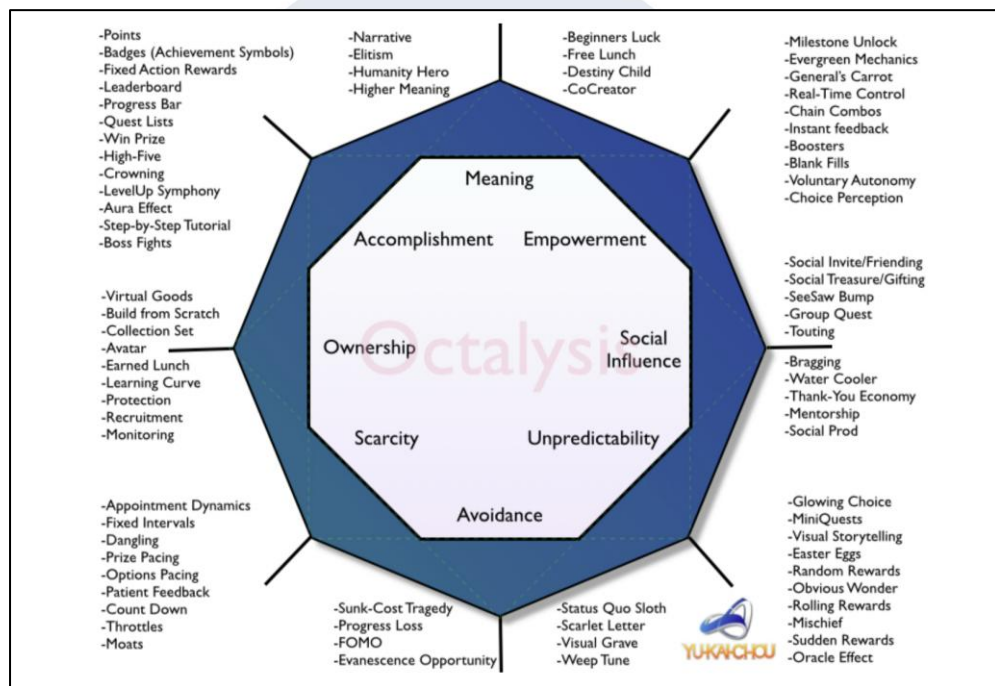 -Points
-Badges (Achievement Symbols)
-Fixed Action Rewards
-Leaderboard
-Progress Bar
-Quest Lists
-Win Prize
-High-Five
-Crowning
-LevelUp Symphony
-Aura Effect
-Step-by-Step Tutorial
-Boss Fights
-Narrative
-Elitism
-Humanity Hero
-Higher Meaning
-Beginners Luck
-Free Lunch
-Destiny Child
-CoCreator
-Milestone Unlock
-Evergreen Mechanics
-General's Carrot
-Real-Time Control
-Chain Combos
-Instant feedback
-Boosters
-Blank Fills
-Voluntary Autonomy
-Choice Perception
Meaning
Accomplishment
Empowerment
Ownership
Octalysis
Social
Influence
Scarcity
Unpredictability
Avoidance
-Virtual Goods
-Build from Scratch
-Collection Set
-Avatar
-Earned Lunch
-Learning Curve
-Protection
-Recruitment
-Monitoring
-Social Invite/Friending
-Social Treasure/Gifting
-SeeSaw Bump
-Group Quest
-Touting
-Bragging
-Water Cooler
-Thank-You Economy
-Mentorship
-Social Prod
-Appointment Dynamics
-Fixed Intervals
-Dangling
-Prize Pacing
-Options Pacing
-Patient Feedback
-Count Down
-Throttles
-Moats
-Sunk-Cost Tragedy
-Progress Loss
-FOMO
-Evanescence Opportunity
-Status Quo Sloth
-Scarlet Letter
-Visual Grave
-Weep Tune
YU-KAI-CHOU
-Glowing Choice
-MiniQuests
-Visual Storytelling
-Easter Eggs
-Random Rewards
-Obvious Wonder
-Rolling Rewards
-Mischief
-Sudden Rewards
-Oracle Effect